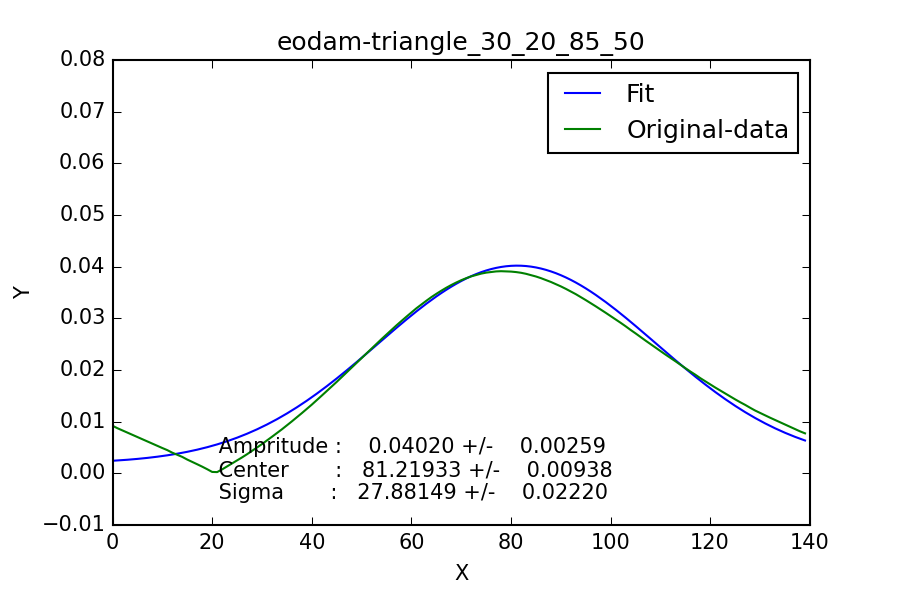 eodam-triangle_30_20_85_50
Fit
Original-data
0.08
0.07
0.06
0.05
0.04
0.03
0.02
0.01
0.00
−0.01
Y
Ampritude : 0.04020 +/- 0.00259
Center : 81.21933 +/- 0.00938
Sigma : 27.88149 +/- 0.02220
0 20 40 60 80 100 120 140
X